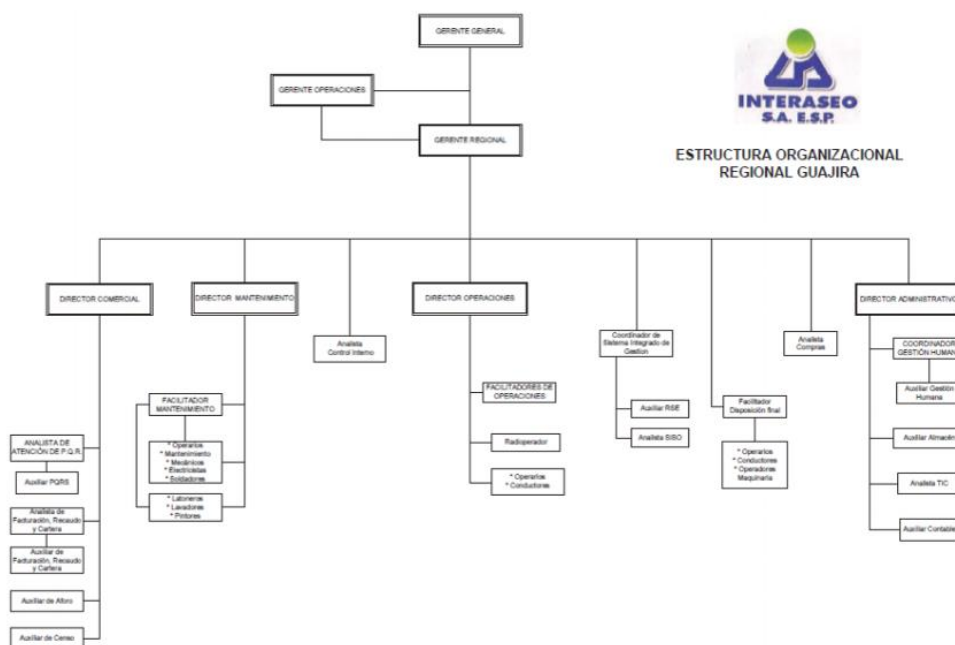 GERENTE GENERAL
GERENTE OPERACIONES
GERENTE REGIONAL
INTERASEO
S.A. E.S.P.
ESTRUCTURA ORGANIZACIONAL
REGIONAL GUAJIRA
DIRECTOR COMERCIAL
DIRECTOR MANTENIMIENTO
DIRECTOR OPERACIONES
DIRECTOR ADMINISTRATIVO
Analista
Control Interno
Coordinador de
Sistema Integrado de
Gestion
Analista
Compras
ANALISTA DE
ATENCIÓN DE P.Q.R.
Auxiliar PQRS
Analista de
Facturación, Recaudo
y Cartera
Auxiliar de
Facturación, Recaudo
y Cartera
Auxiliar de Aforo
Auxiliar de Censo
FACILITADOR
MANTENIMIENTO
* Operarios
* Mantenimiento
* Mecánicos
* Electricistas
* Soldadores
* Latoneros
* Lavadores
* Pintores
FACILITADORES DE
OPERACIONES
Radioperador
* Operarios
* Conductores
Auxiliar RSE
Analista SISO
Facilitador
Disposición final
* Operarios
* Conductores
* Operadores
Maquinaria
COORDINADOR
GESTIÓN HUMAN
Auxiliar Gestión
Humana
Auxiliar Almacén
Analista TIC
Auxiliar Contable